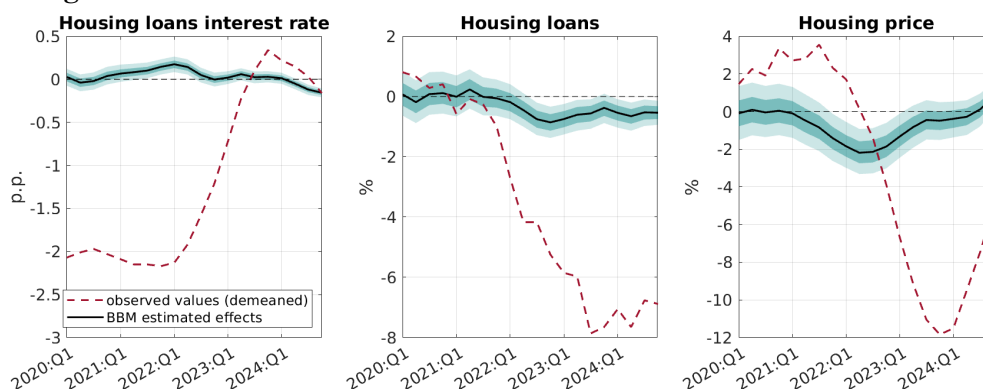 Housing loans interest rate
0.5
0
-0.5
-1
-1.5
-2
-2.5
-3
p.p.
observed values (demeaned)
BBM estimated effects
2020:Q1
2021:Q1
2022:Q1
2023:Q1
2024:Q1
Housing loans
2
0
-2
-4
-6
-8
%
2020:Q1
2021:Q1
2022:Q1
2023:Q1
2024:Q1
Housing price
4
2
0
-2
-4
-6
-8
-10
-12
%
2020:Q1
2021:Q1
2022:Q1
2023:Q1
2024:Q1